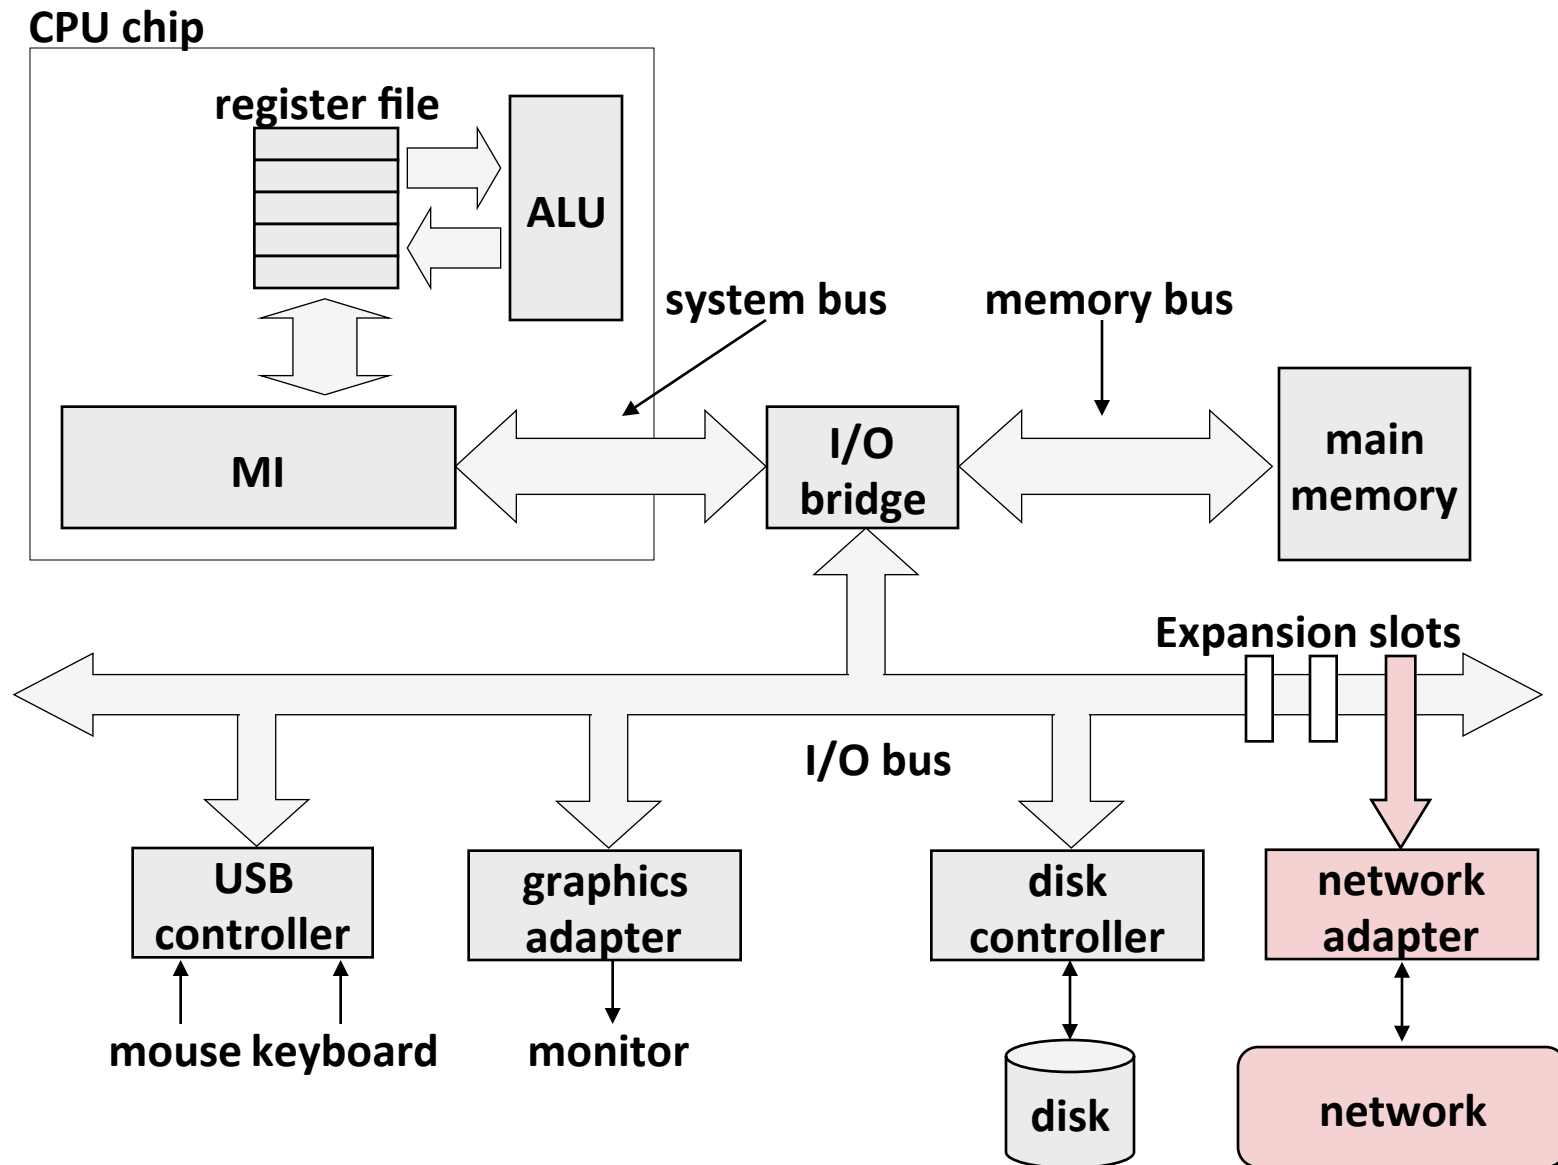 CPU chip
register file
ALU
system bus
memory bus
MI
I/O
bridge
main
memory
Expansion slots
I/O bus
USB
controller
graphics
adapter
disk
controller
network
adapter
mouse keyboard
monitor
disk
network